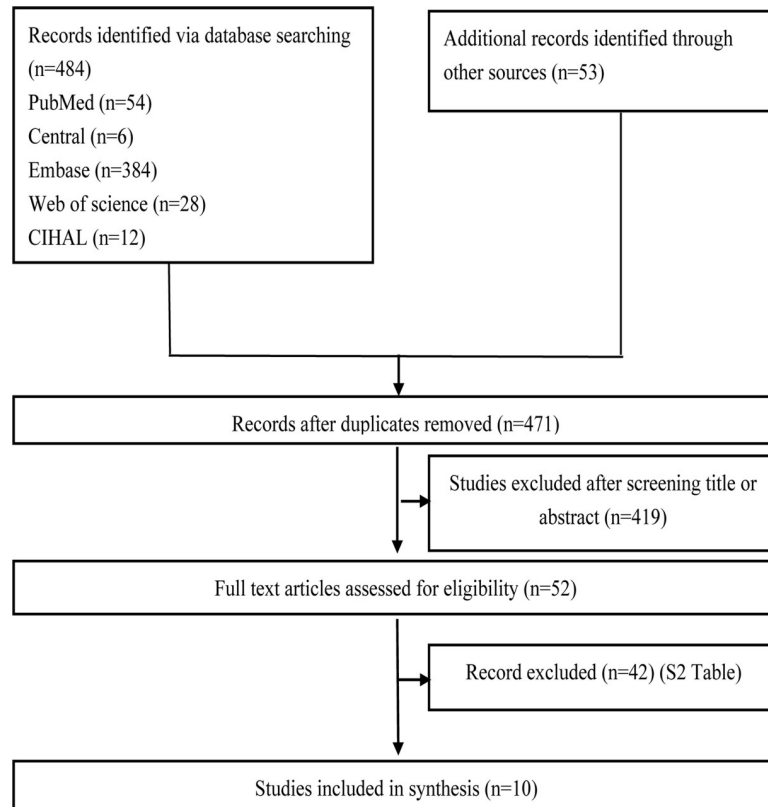 Records identified via database searching
(n=484)
PubMed (n=54)
Central (n=6)
Embase (n=384)
Web of science (n=28)
CIHAL (n=12)
Additional records identified through
other sources (n=53)
Records after duplicates removed (n=471)
Studies excluded after screening title or
abstract (n=419)
Full text articles assessed for eligibility (n=52)
Record excluded (n=42) (S2 Table)
Studies included in synthesis (n=10)